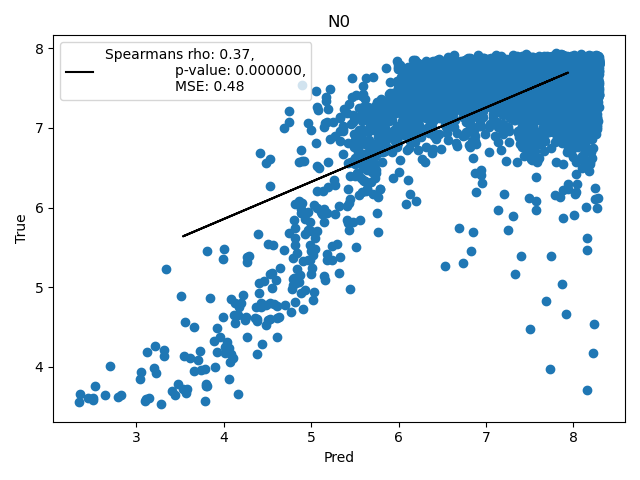 N0
Spearmans rho: 0.37,
p-value: 0.000000,
MSE: 0.48
8
7
6
5
4
True
3 4 5 6 7 8
Pred